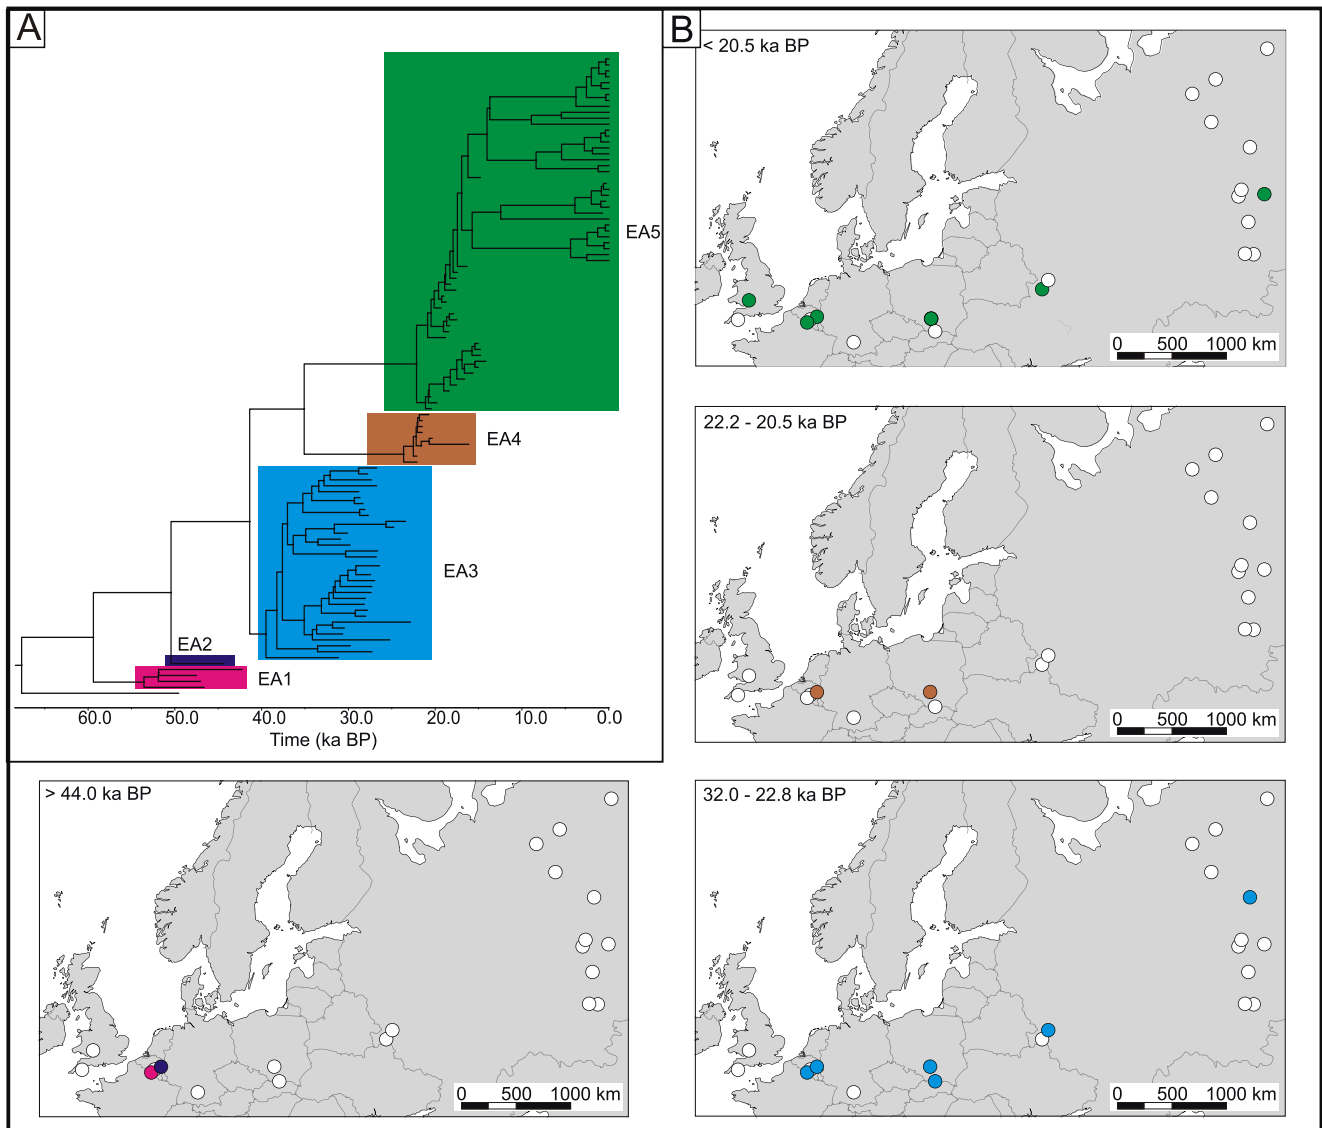 A
EA5
EA4
EA3
EA2
EA1
60.0 50.0 40.0 30.0 20.0 10.0 0.0
Time (ka BP)
B
< 20.5 ka BP
0 500 1000 km
22.2 - 20.5 ka BP
0 500 1000 km
> 44.0 ka BP
0 500 1000 km
32.0 - 22.8 ka BP
0 500 1000 km